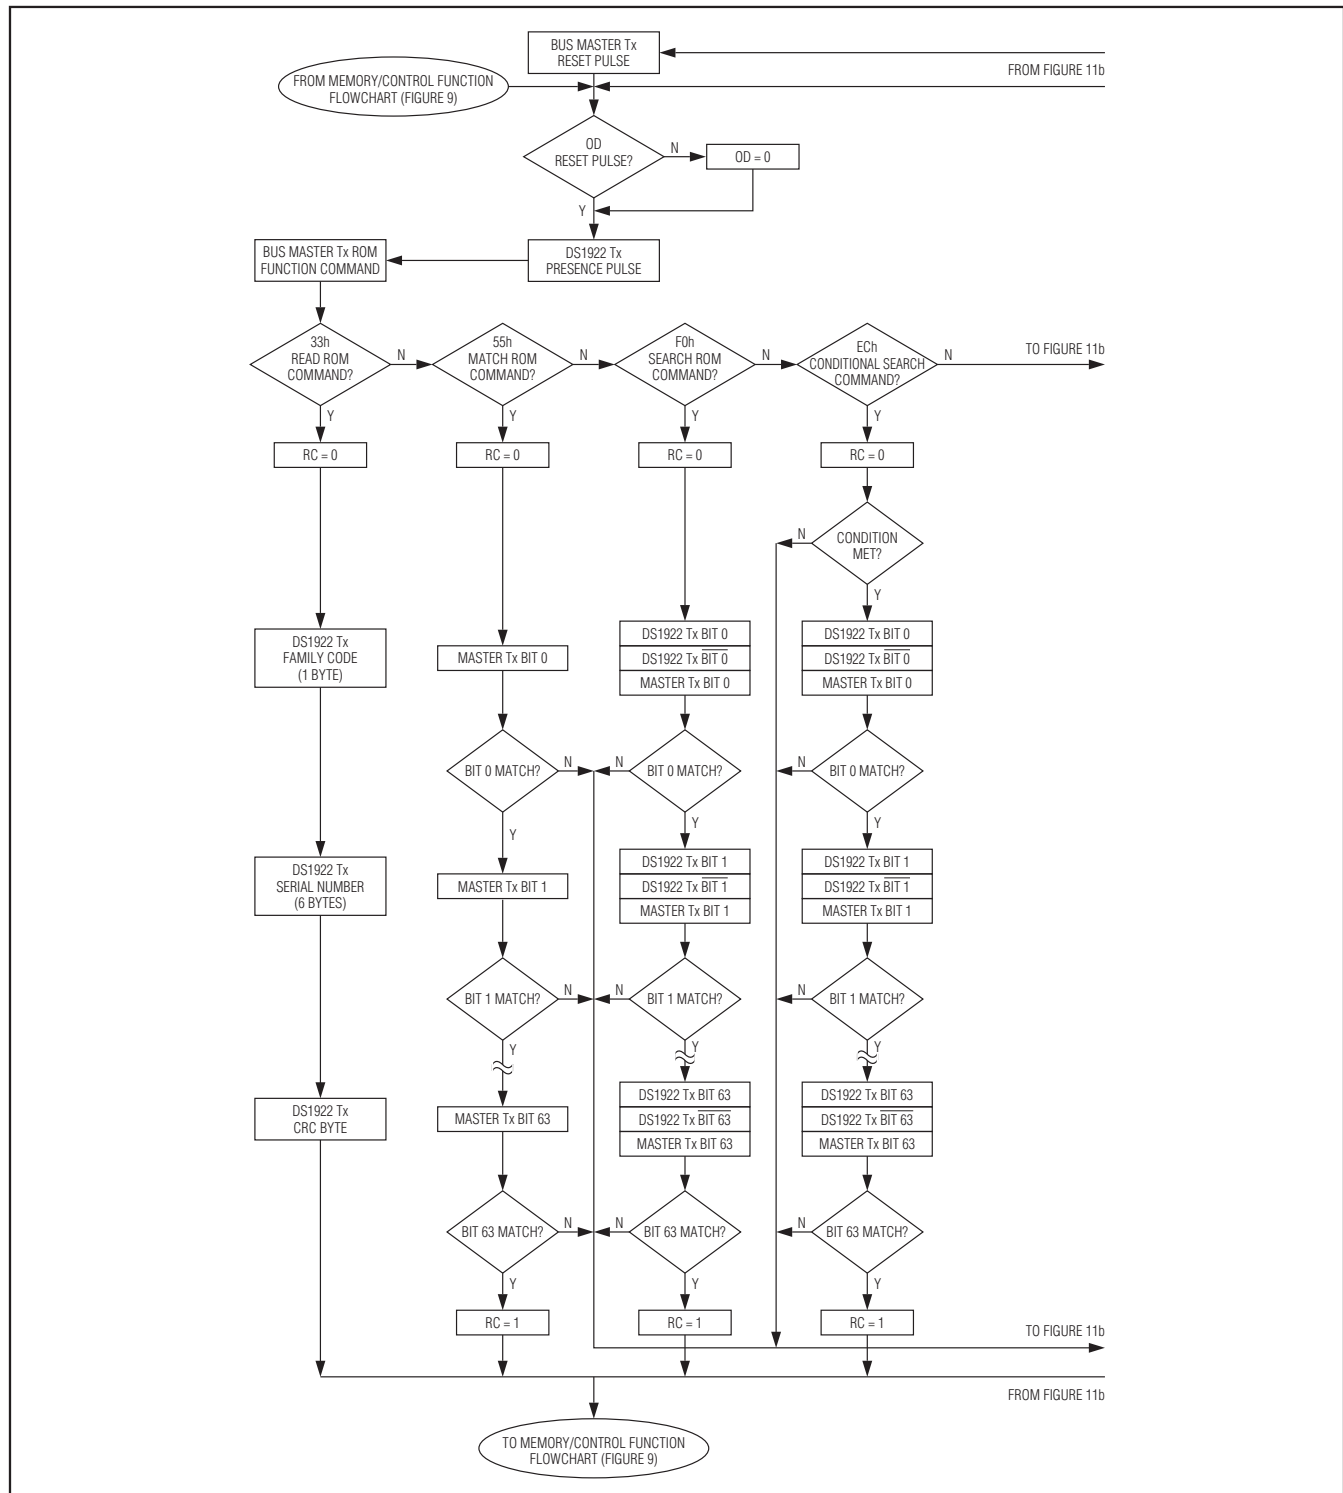 BUS MASTER Tx
RESET PULSE
FROM FIGURE 11b
FROM MEMORY/CONTROL FUNCTION
FLOWCHART (FIGURE 9)
OD
RESET PULSE?
N
OD = 0
Y
BUS MASTER Tx ROM
FUNCTION COMMAND
DS1922 Tx
PRESENCE PULSE
33h
READ ROM
COMMAND?
N
55h
MATCH ROM
COMMAND?
N
F0h
SEARCH ROM
COMMAND?
N
ECh
CONDITIONAL SEARCH
COMMAND?
N
TO FIGURE 11b
Y
Y
Y
Y
RC = 0
RC = 0
RC = 0
RC = 0
N
CONDITION
MET?
Y
DS1922 Tx
FAMILY CODE
(1 BYTE)
MASTER Tx BIT 0
DS1922 Tx BIT 0
DS1922 Tx B̅I̅T̅ ̅0̅
MASTER Tx BIT 0
DS1922 Tx BIT 0
DS1922 Tx B̅I̅T̅ ̅0̅
MASTER Tx BIT 0
BIT 0 MATCH?
N
N
BIT 0 MATCH?
N
BIT 0 MATCH?
Y
Y
Y
DS1922 Tx
SERIAL NUMBER
(6 BYTES)
MASTER Tx BIT 1
DS1922 Tx BIT 1
DS1922 Tx B̅I̅T̅ ̅1̅
MASTER Tx BIT 1
DS1922 Tx BIT 1
DS1922 Tx B̅I̅T̅ ̅1̅
MASTER Tx BIT 1
BIT 1 MATCH?
N
N
BIT 1 MATCH?
N
BIT 1 MATCH?
Y
Y
Y
DS1922 Tx
CRC BYTE
MASTER Tx BIT 63
DS1922 Tx BIT 63
DS1922 Tx B̅I̅T̅ ̅6̅3̅
MASTER Tx BIT 63
DS1922 Tx BIT 63
DS1922 Tx B̅I̅T̅ ̅6̅3̅
MASTER Tx BIT 63
BIT 63 MATCH?
N
N
BIT 63 MATCH?
N
BIT 63 MATCH?
Y
Y
Y
RC = 1
RC = 1
RC = 1
TO FIGURE 11b
FROM FIGURE 11b
TO MEMORY/CONTROL FUNCTION
FLOWCHART (FIGURE 9)